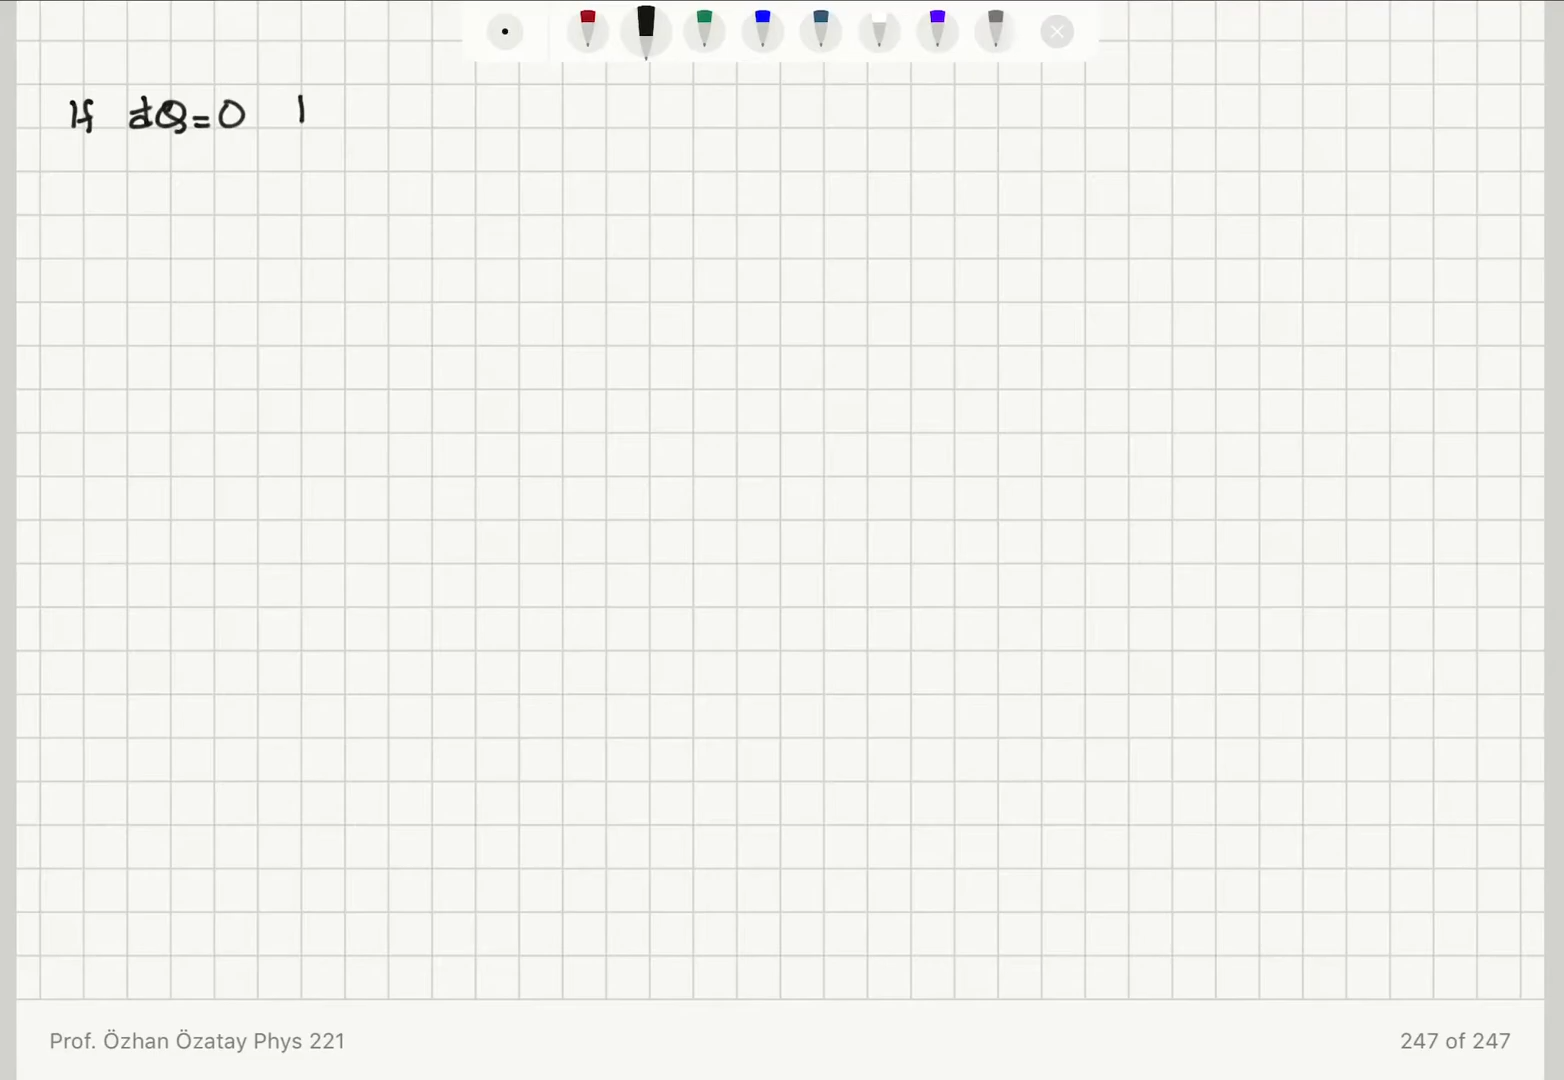 If đQ=0 I
Prof. Özhan Özatay Phys 221
247 of 247